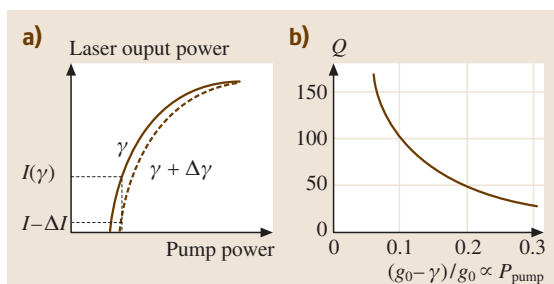 a)
Laser ouput power
γ
γ + Δγ
I(γ)
I–ΔI
Pump power
b)
Q
150
100
50
0
0
0.1
0.2
0.3
(g₀– γ)/g₀ ∝ P_pump